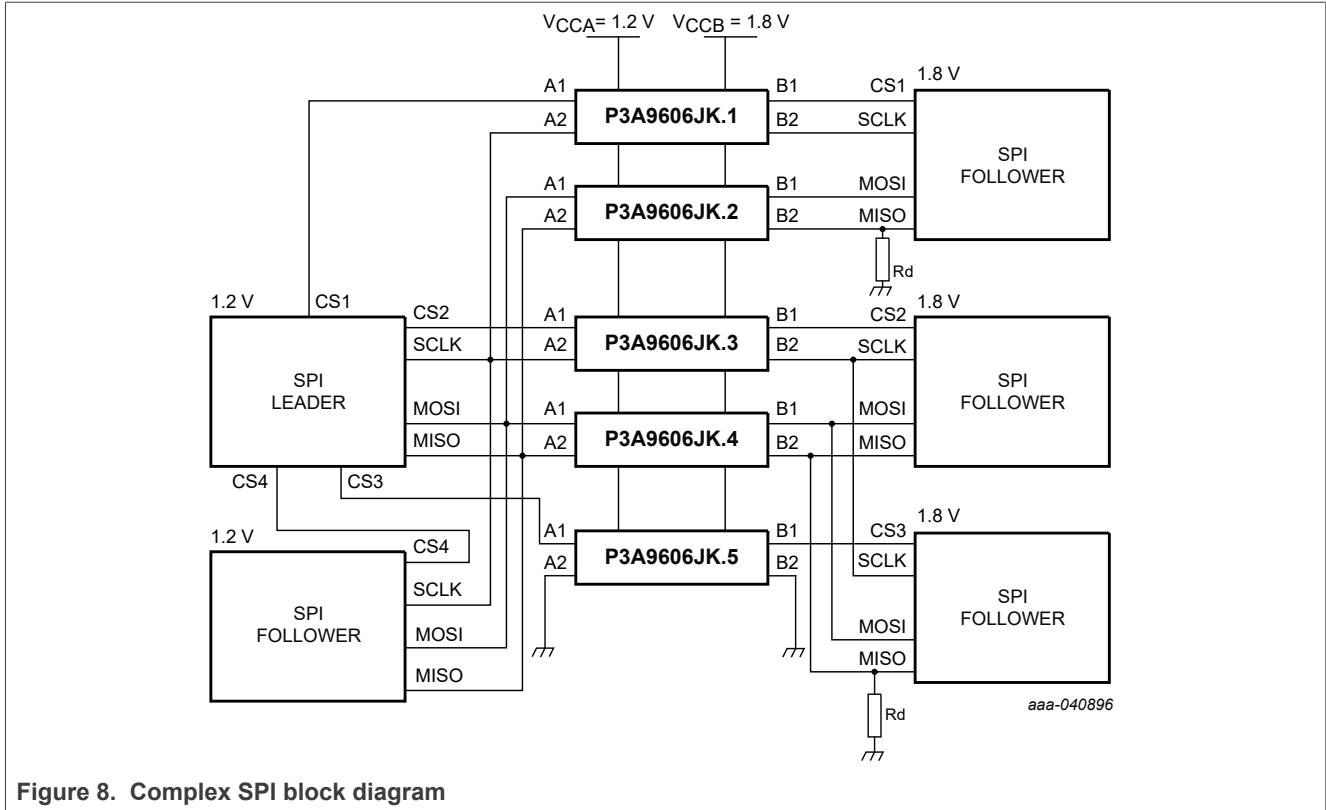 VCCA= 1.2 V VCCB = 1.8 V
A1 P3A9606JK.1 B1 CS1 1.8 V
A2 B2 SCLK
SPI
FOLLOWER
A1 P3A9606JK.2 B1 MOSI
A2 B2 MISO
Rd
1.2 V CS1
CS2 A1 P3A9606JK.3 B1 CS2 1.8 V
SCLK A2 B2 SCLK
SPI
LEADER
SPI
FOLLOWER
MOSI A1 P3A9606JK.4 B1 MOSI
MISO A2 B2 MISO
CS4 CS3
1.2 V
CS4 A1 P3A9606JK.5 B1 CS3 1.8 V
A2 B2 SCLK
SCLK
SPI
FOLLOWER
SPI
FOLLOWER
MOSI MOSI
MISO MISO
Rd
aaa-040896
Figure 8. Complex SPI block diagram